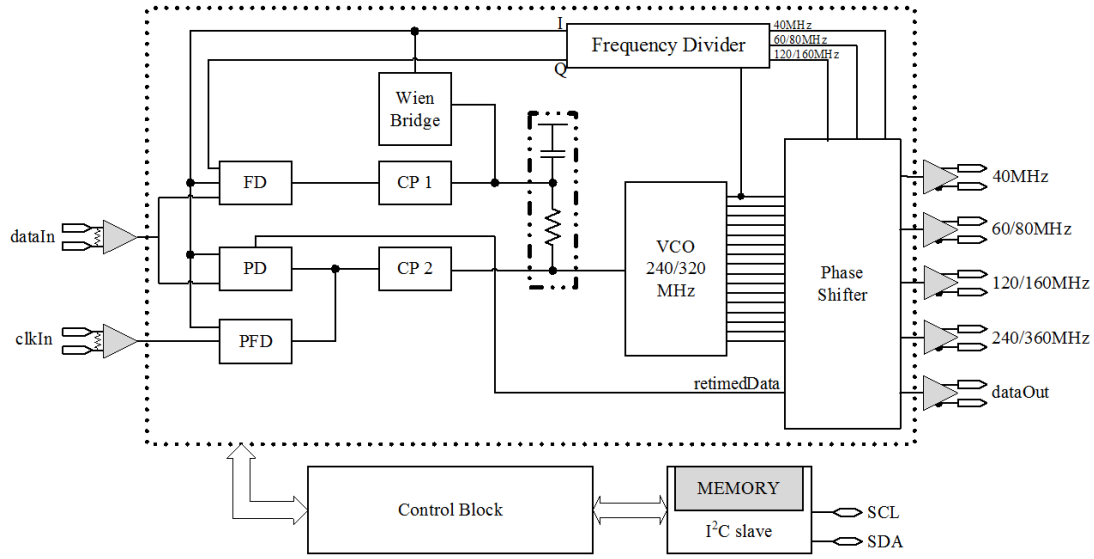 I
Q
Frequency Divider
40MHz
60/80MHz
120/160MHz
Wien
Bridge
FD
CP 1
dataIn
PD
CP 2
clkIn
PFD
VCO
240/320
MHz
Phase
Shifter
retimedData
40MHz
60/80MHz
120/160MHz
240/360MHz
dataOut
Control Block
MEMORY
I²C slave
SCL
SDA